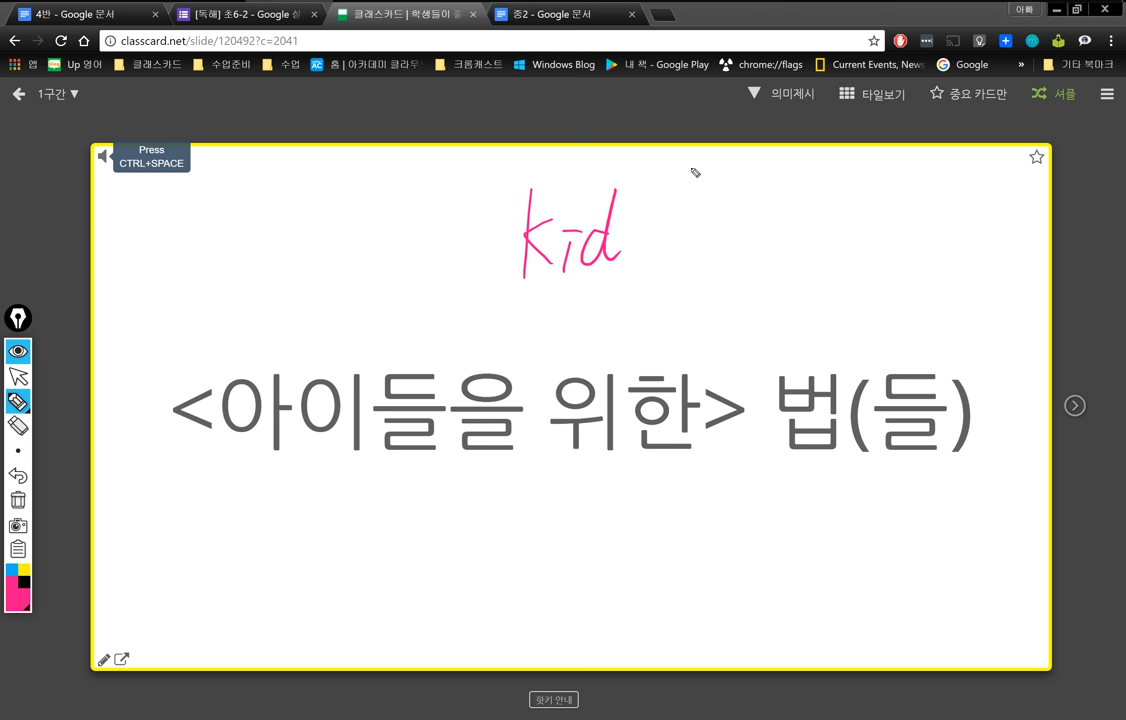 4반 - Google 문서
[독해] 초6-2 - Google 설
클래스카드 | 학생들이 좋
중2 - Google 문서
아빠
classcard.net/slide/120492?c=2041
앱
Up 영어
클래스카드
수업준비
수업
홈 | 아카데미 클라우
크롬캐스트
Windows Blog
내 책 - Google Play
chrome://flags
Current Events, News
Google
»
기타 북마크
1구간 ▼
의미제시
타일보기
중요 카드만
셔플
Press
CTRL+SPACE
kid
<아이들을 위한> 법(들)
핫키 안내